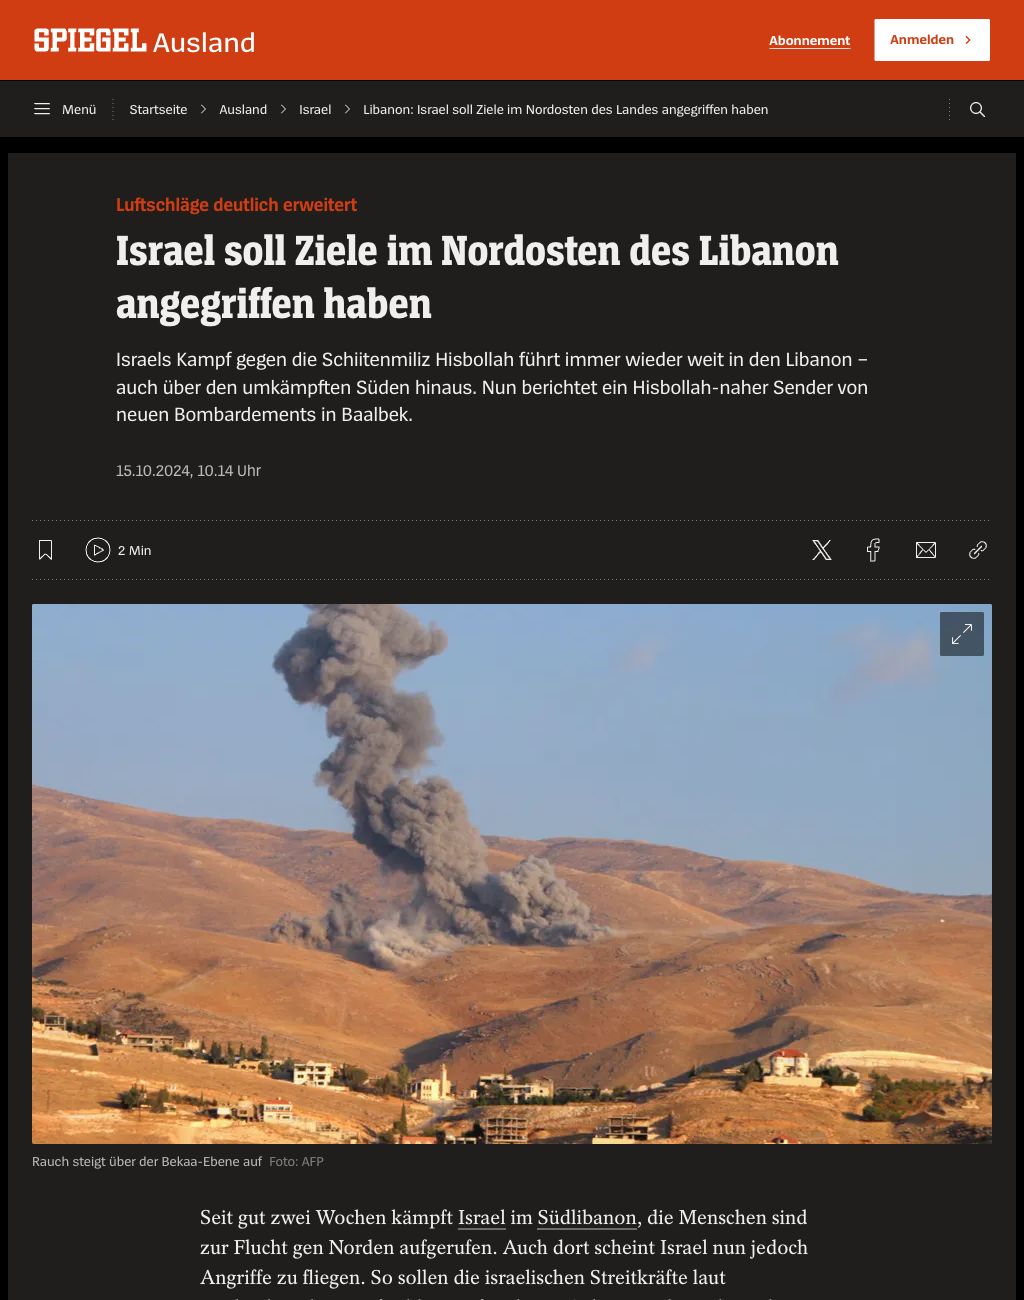 SPIEGEL Ausland
Abonnement
Anmelden
Menü
Startseite
Ausland
Israel
Libanon: Israel soll Ziele im Nordosten des Landes angegriffen haben
Luftschläge deutlich erweitert
Israel soll Ziele im Nordosten des Libanon
angegriffen haben
Israels Kampf gegen die Schiitenmiliz Hisbollah führt immer wieder weit in den Libanon –
auch über den umkämpften Süden hinaus. Nun berichtet ein Hisbollah-naher Sender von
neuen Bombardements in Baalbek.
15.10.2024, 10.14 Uhr
2 Min
Rauch steigt über der Bekaa-Ebene auf Foto: AFP
Seit gut zwei Wochen kämpft Israel im Südlibanon, die Menschen sind
zur Flucht gen Norden aufgerufen. Auch dort scheint Israel nun jedoch
Angriffe zu fliegen. So sollen die israelischen Streitkräfte laut